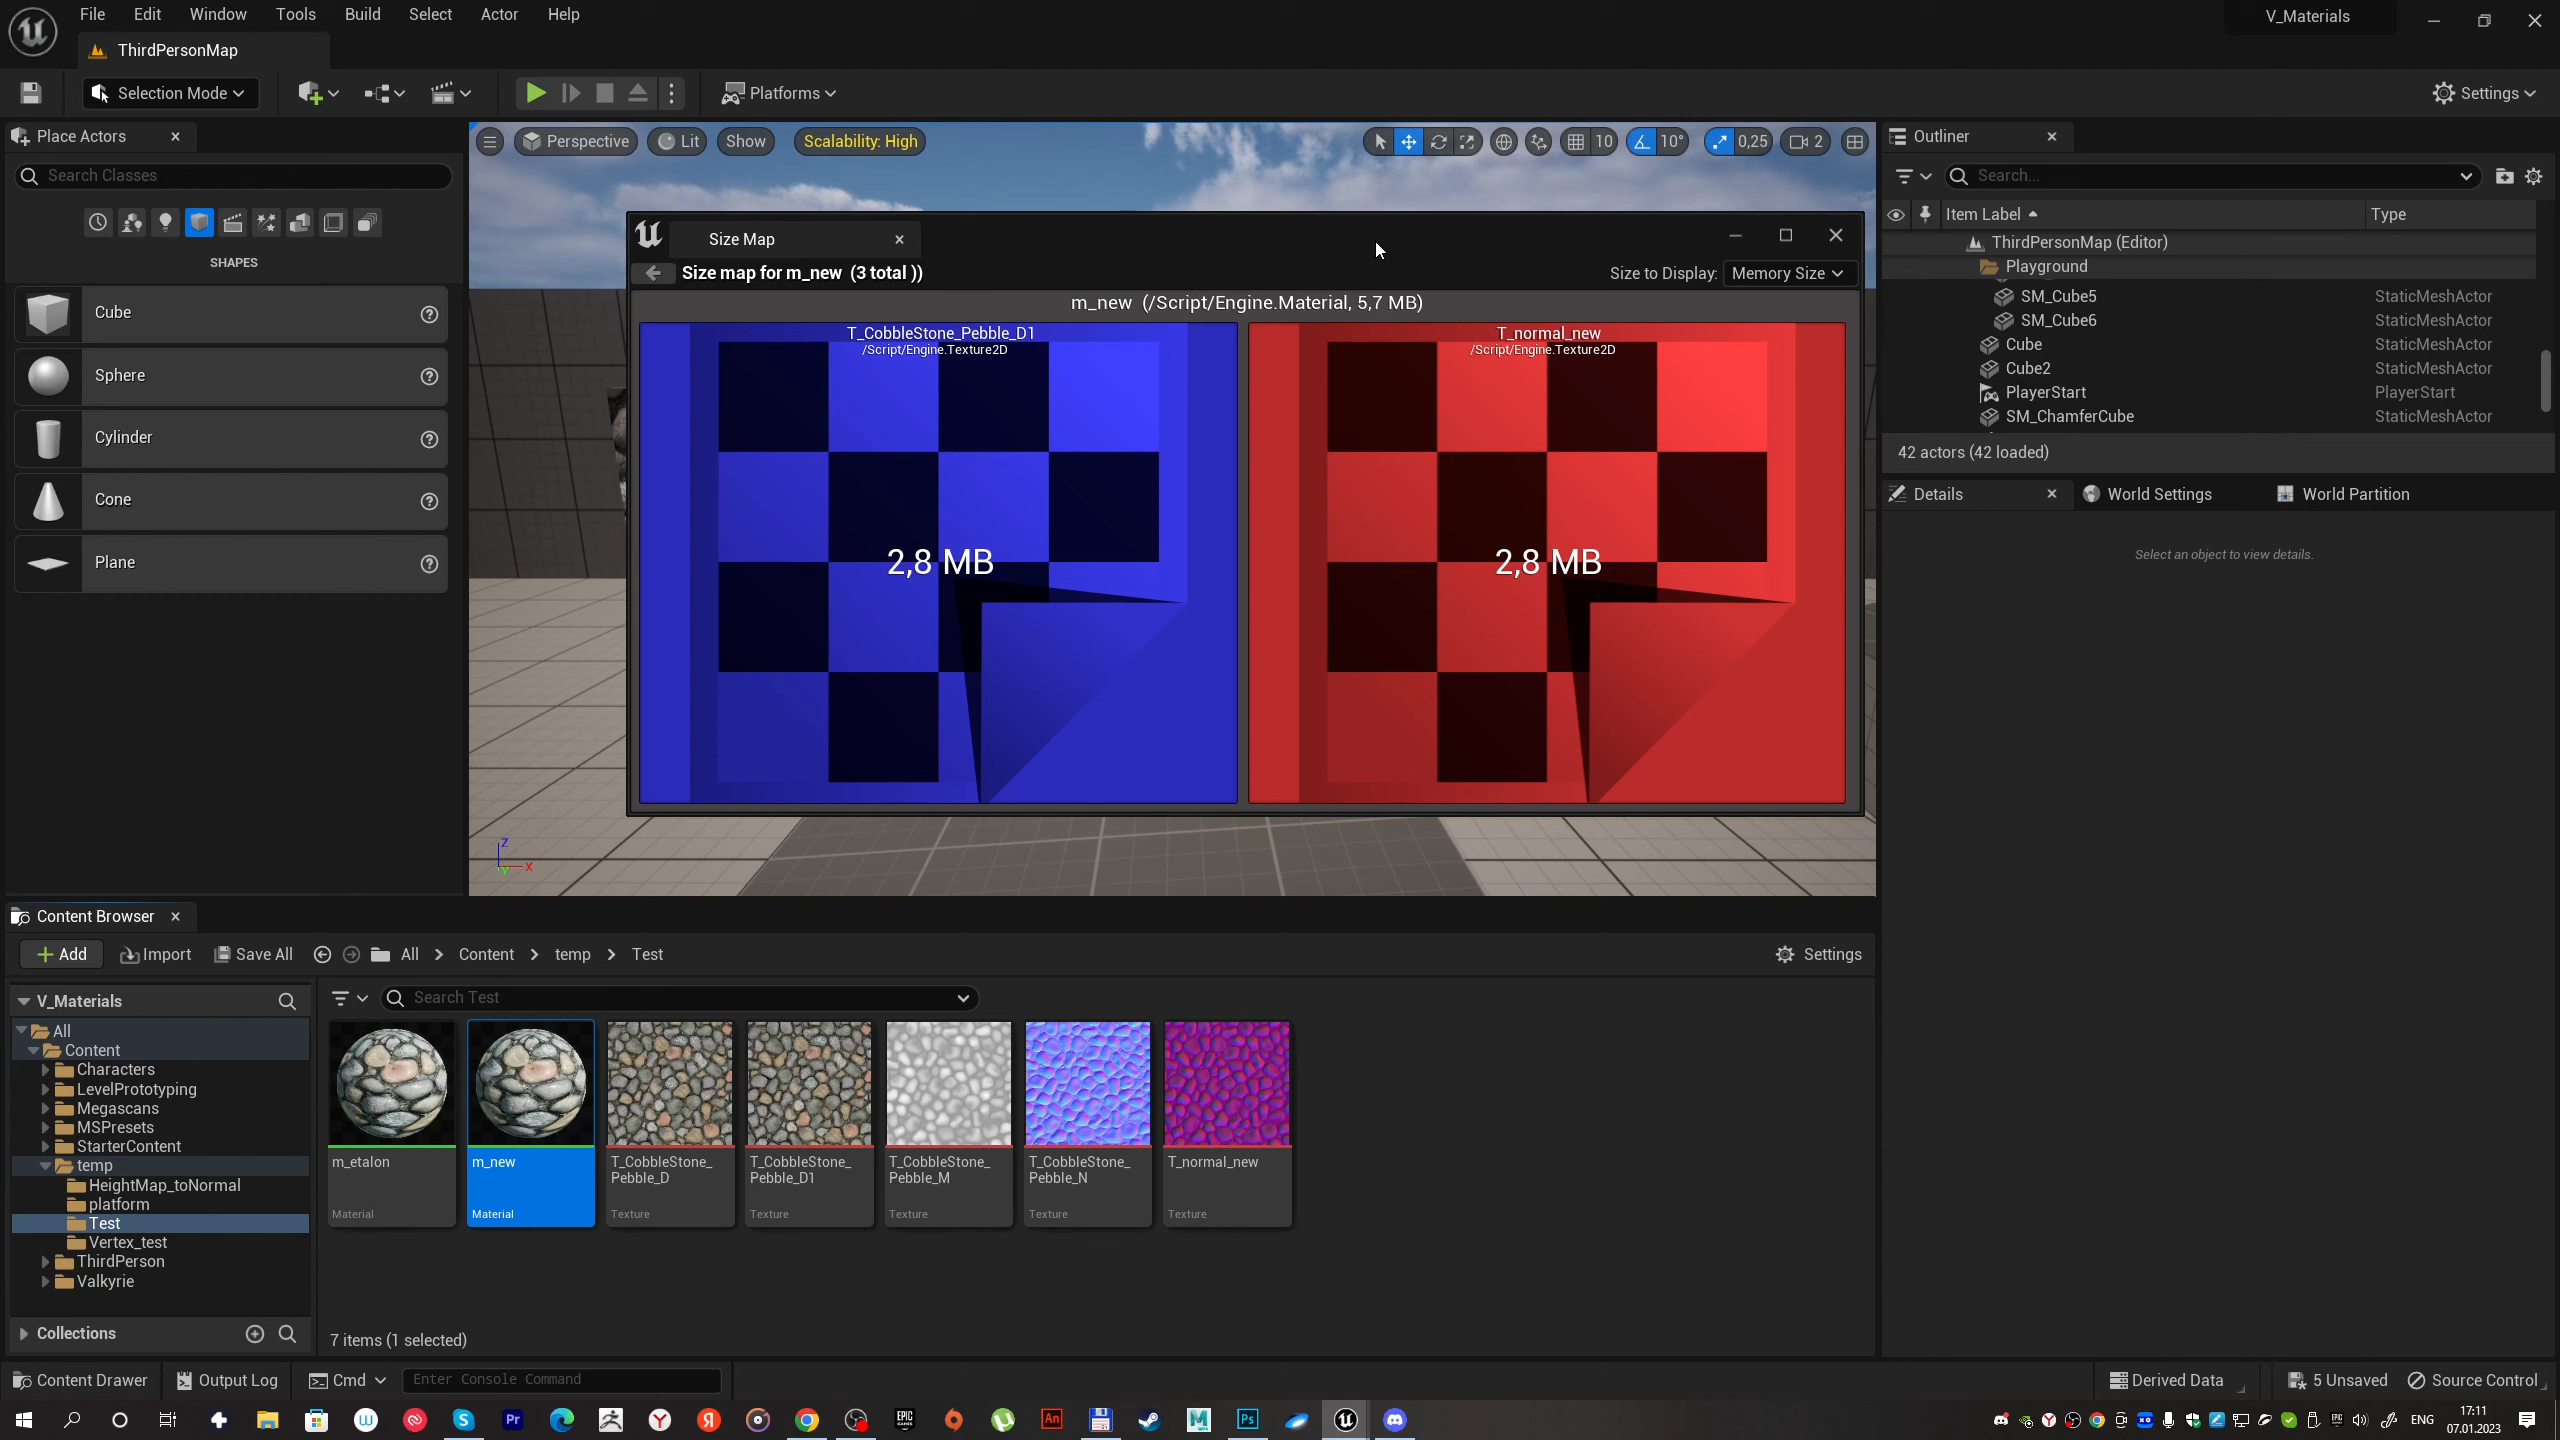 File Edit Window Tools Build Select Actor Help
V_Materials
ThirdPersonMap
Selection Mode
Platforms
Settings
Place Actors
Search Classes
SHAPES
Cube
Sphere
Cylinder
Cone
Plane
Perspective Lit Show Scalability: High
10 10° 0,25 2
Size Map
Size map for m_new (3 total ))
Size to Display: Memory Size
m_new (/Script/Engine.Material, 5,7 MB)
T_CobbleStone_Pebble_D1
/Script/Engine.Texture2D
2,8 MB
T_normal_new
/Script/Engine.Texture2D
2,8 MB
Z
X
Y
Outliner
Search...
Item Label Type
ThirdPersonMap (Editor)
Playground
SM_Cube5 StaticMeshActor
SM_Cube6 StaticMeshActor
Cube StaticMeshActor
Cube2 StaticMeshActor
PlayerStart PlayerStart
SM_ChamferCube StaticMeshActor
42 actors (42 loaded)
Details World Settings World Partition
Select an object to view details.
Content Browser
Add Import Save All All Content temp Test
Settings
V_Materials
All
Content
Characters
LevelPrototyping
Megascans
MSPresets
StarterContent
temp
HeightMap_toNormal
platform
Test
Vertex_test
ThirdPerson
Valkyrie
Collections
Search Test
m_etalon
Material
m_new
Material
T_CobbleStone_
Pebble_D
Texture
T_CobbleStone_
Pebble_D1
Texture
T_CobbleStone_
Pebble_M
Texture
T_CobbleStone_
Pebble_N
Texture
T_normal_new
Texture
7 items (1 selected)
Content Drawer Output Log Cmd Enter Console Command
Derived Data 5 Unsaved Source Control
Pr
An
Ps
ENG
17:11
07.01.2023